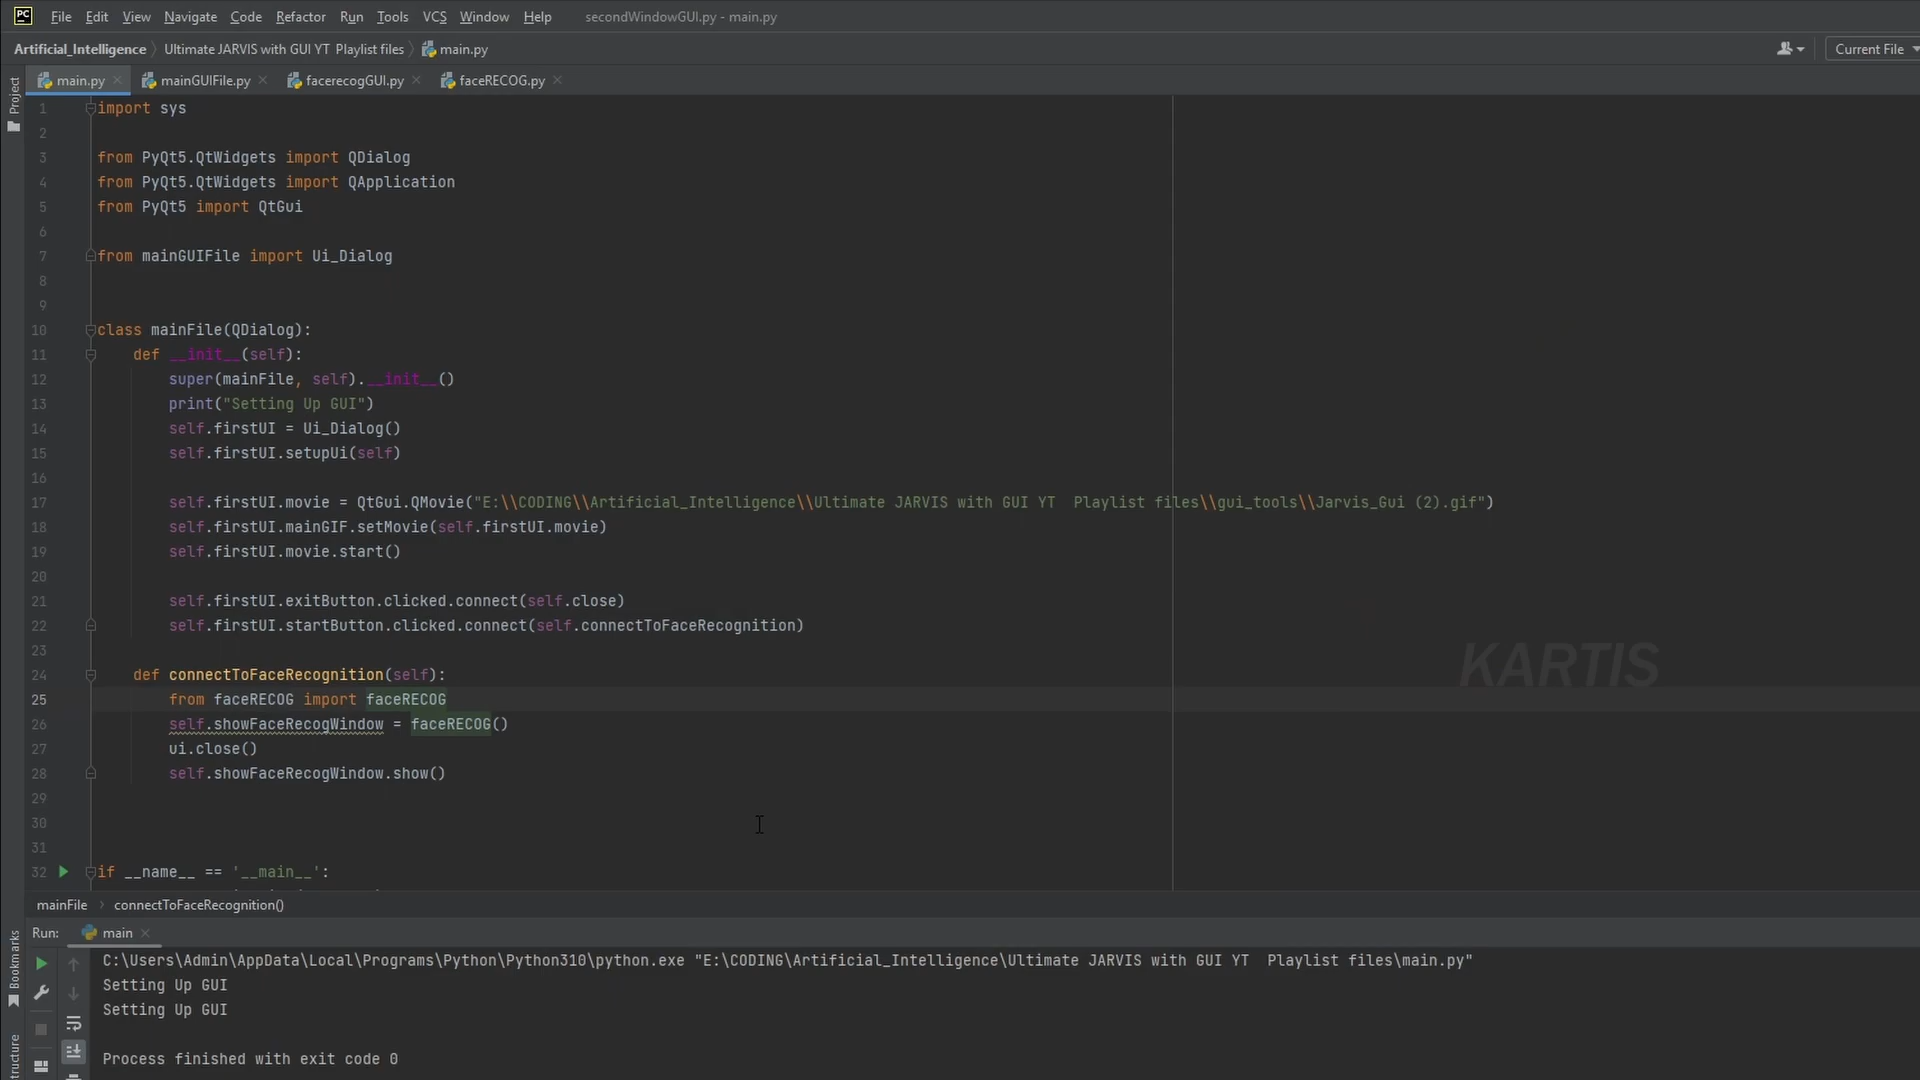 PC File Edit View Navigate Code Refactor Run Tools VCS Window Help secondWindowGUI.py - main.py
Artificial_Intelligence Ultimate JARVIS with GUI YT  Playlist files main.py Current File
Project main.py mainGUIFile.py facerecogGUI.py faceRECOG.py
1 import sys
2
3 from PyQt5.QtWidgets import QDialog
4 from PyQt5.QtWidgets import QApplication
5 from PyQt5 import QtGui
6
7 from mainGUIFile import Ui_Dialog
8
9
10 class mainFile(QDialog):
11     def __init__(self):
12         super(mainFile, self).__init__()
13         print("Setting Up GUI")
14         self.firstUI = Ui_Dialog()
15         self.firstUI.setupUi(self)
16
17         self.firstUI.movie = QtGui.QMovie("E:\\CODING\\Artificial_Intelligence\\Ultimate JARVIS with GUI YT  Playlist files\\gui_tools\\Jarvis_Gui (2).gif")
18         self.firstUI.mainGIF.setMovie(self.firstUI.movie)
19         self.firstUI.movie.start()
20
21         self.firstUI.exitButton.clicked.connect(self.close)
22         self.firstUI.startButton.clicked.connect(self.connectToFaceRecognition)
23
KARTIS
24     def connectToFaceRecognition(self):
25         from faceRECOG import faceRECOG
26         self.showFaceRecogWindow = faceRECOG()
27         ui.close()
28         self.showFaceRecogWindow.show()
29
30
31
32 if __name__ == '__main__':
mainFile connectToFaceRecognition()
Run: main
Bookmarks
C:\Users\Admin\AppData\Local\Programs\Python\Python310\python.exe "E:\CODING\Artificial_Intelligence\Ultimate JARVIS with GUI YT  Playlist files\main.py"
Setting Up GUI
Setting Up GUI
Process finished with exit code 0